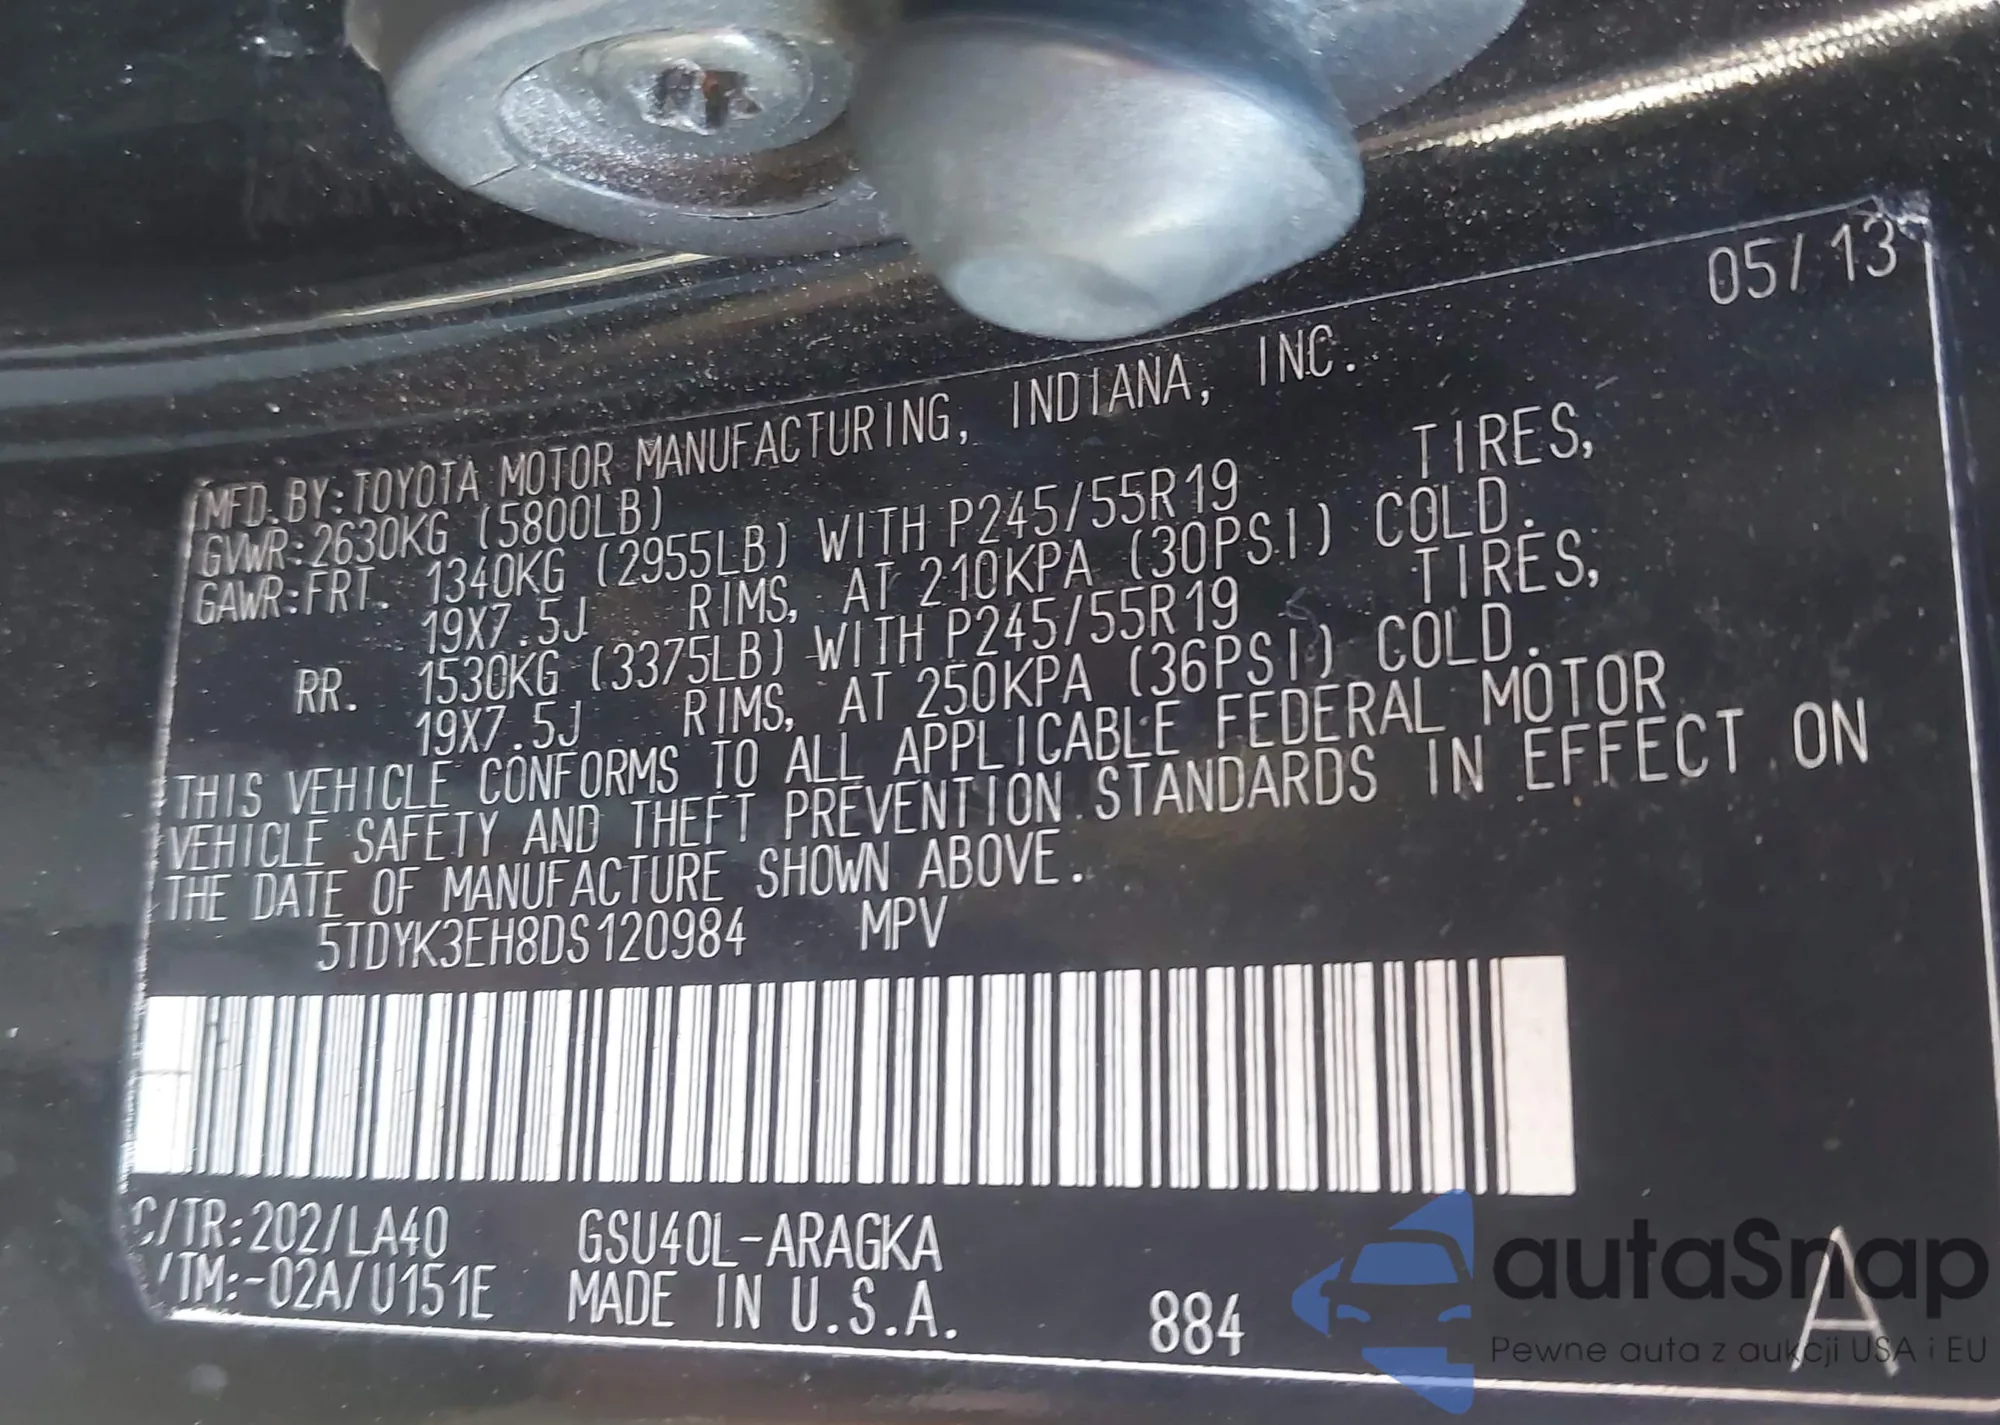 05/13
MFD.BY:TOYOTA MOTOR MANUFACTURING, INDIANA, INC.
GVWR:2630KG (5800LB)
GAWR:FRT. 1340KG (2955LB) WITH P245/55R19 TIRES,
19X7.5J RIMS, AT 210KPA (30PSI) COLD.
RR. 1530KG (3375LB) WITH P245/55R19 TIRES,
19X7.5J RIMS, AT 250KPA (36PSI) COLD.
THIS VEHICLE CONFORMS TO ALL APPLICABLE FEDERAL MOTOR
VEHICLE SAFETY AND THEFT PREVENTION STANDARDS IN EFFECT ON
THE DATE OF MANUFACTURE SHOWN ABOVE.
5TDYK3EH8DS120984 MPV
C/TR:202/LA40 GSU40L-ARAGKA
/TM:-02A/U151E MADE IN U.S.A. 884 A
autoSnap
Pewne auta z aukcji USA i EU